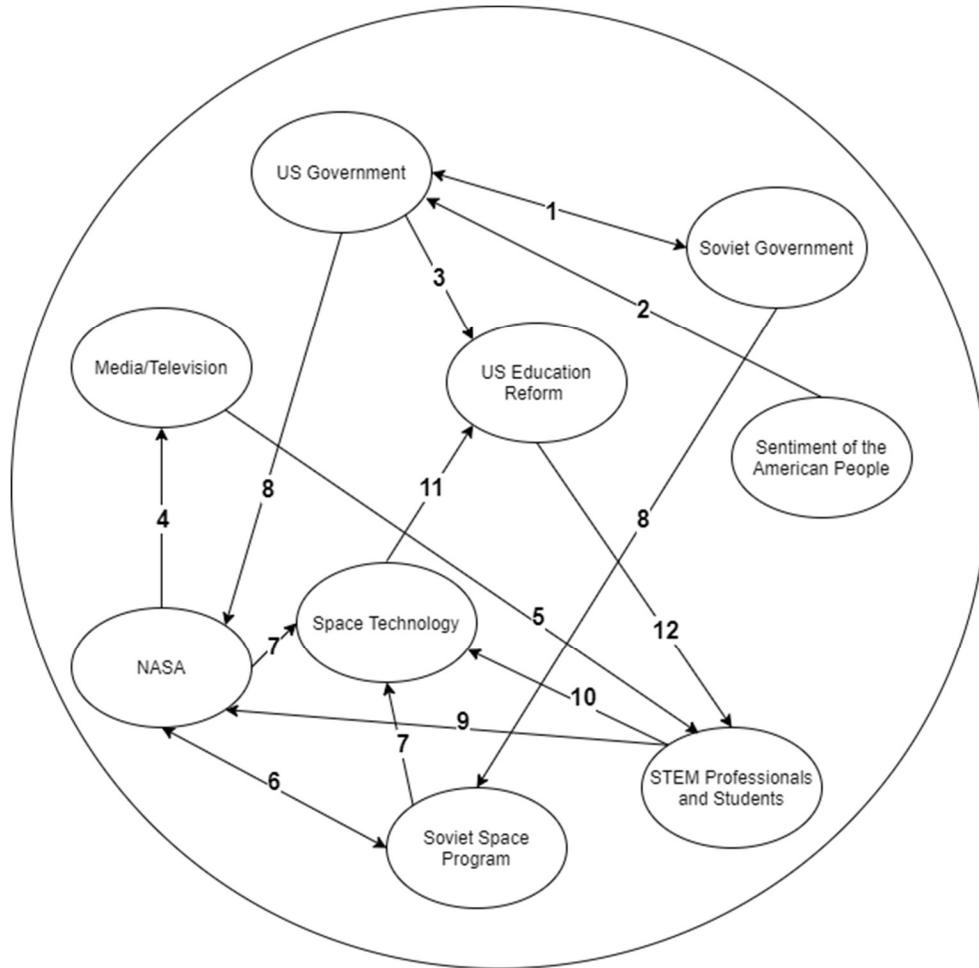 US Government
1
Soviet Government
3
2
Media/Television
US Education
Reform
Sentiment of the
American People
8
11
4
8
Space Technology
5
12
7
NASA
10
9
7
6
STEM Professionals
and Students
Soviet Space
Program